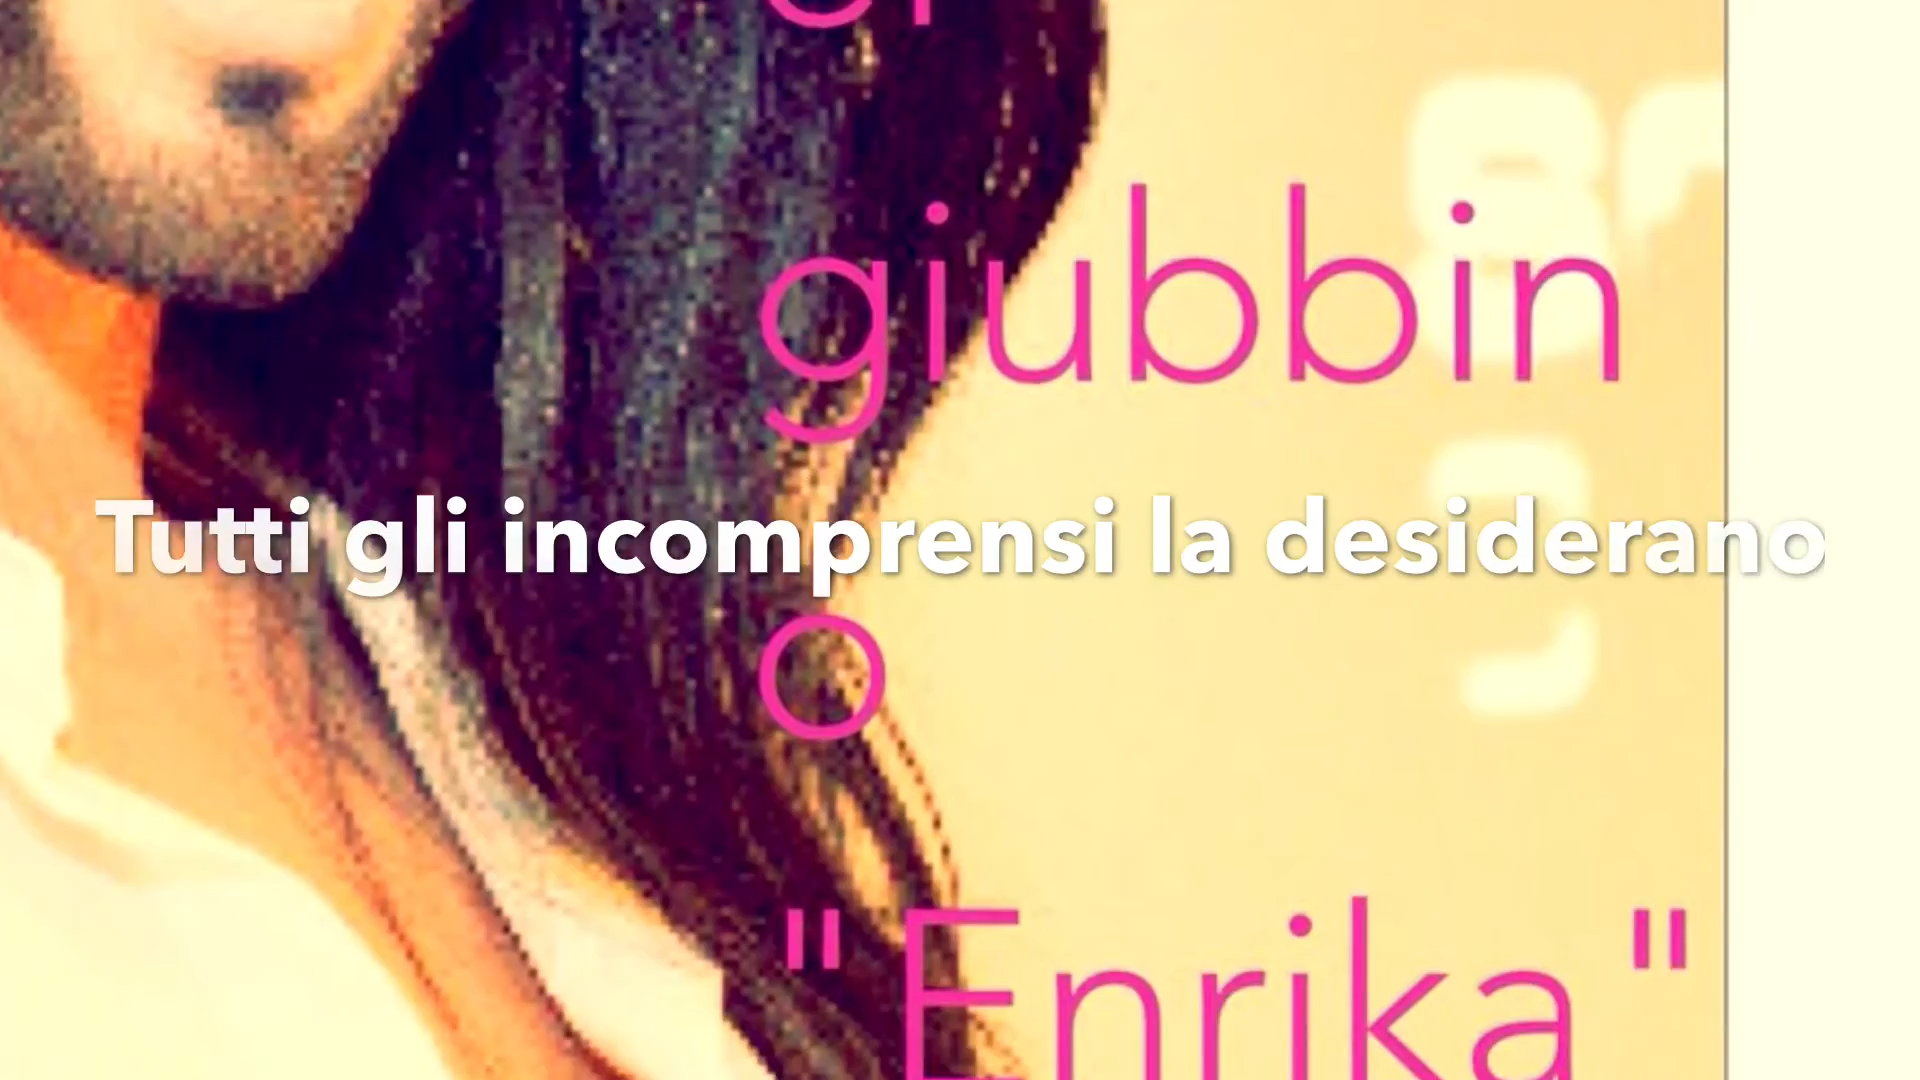 giubbin
Tutti gli incomprensi la desiderano
o
"Enrika"